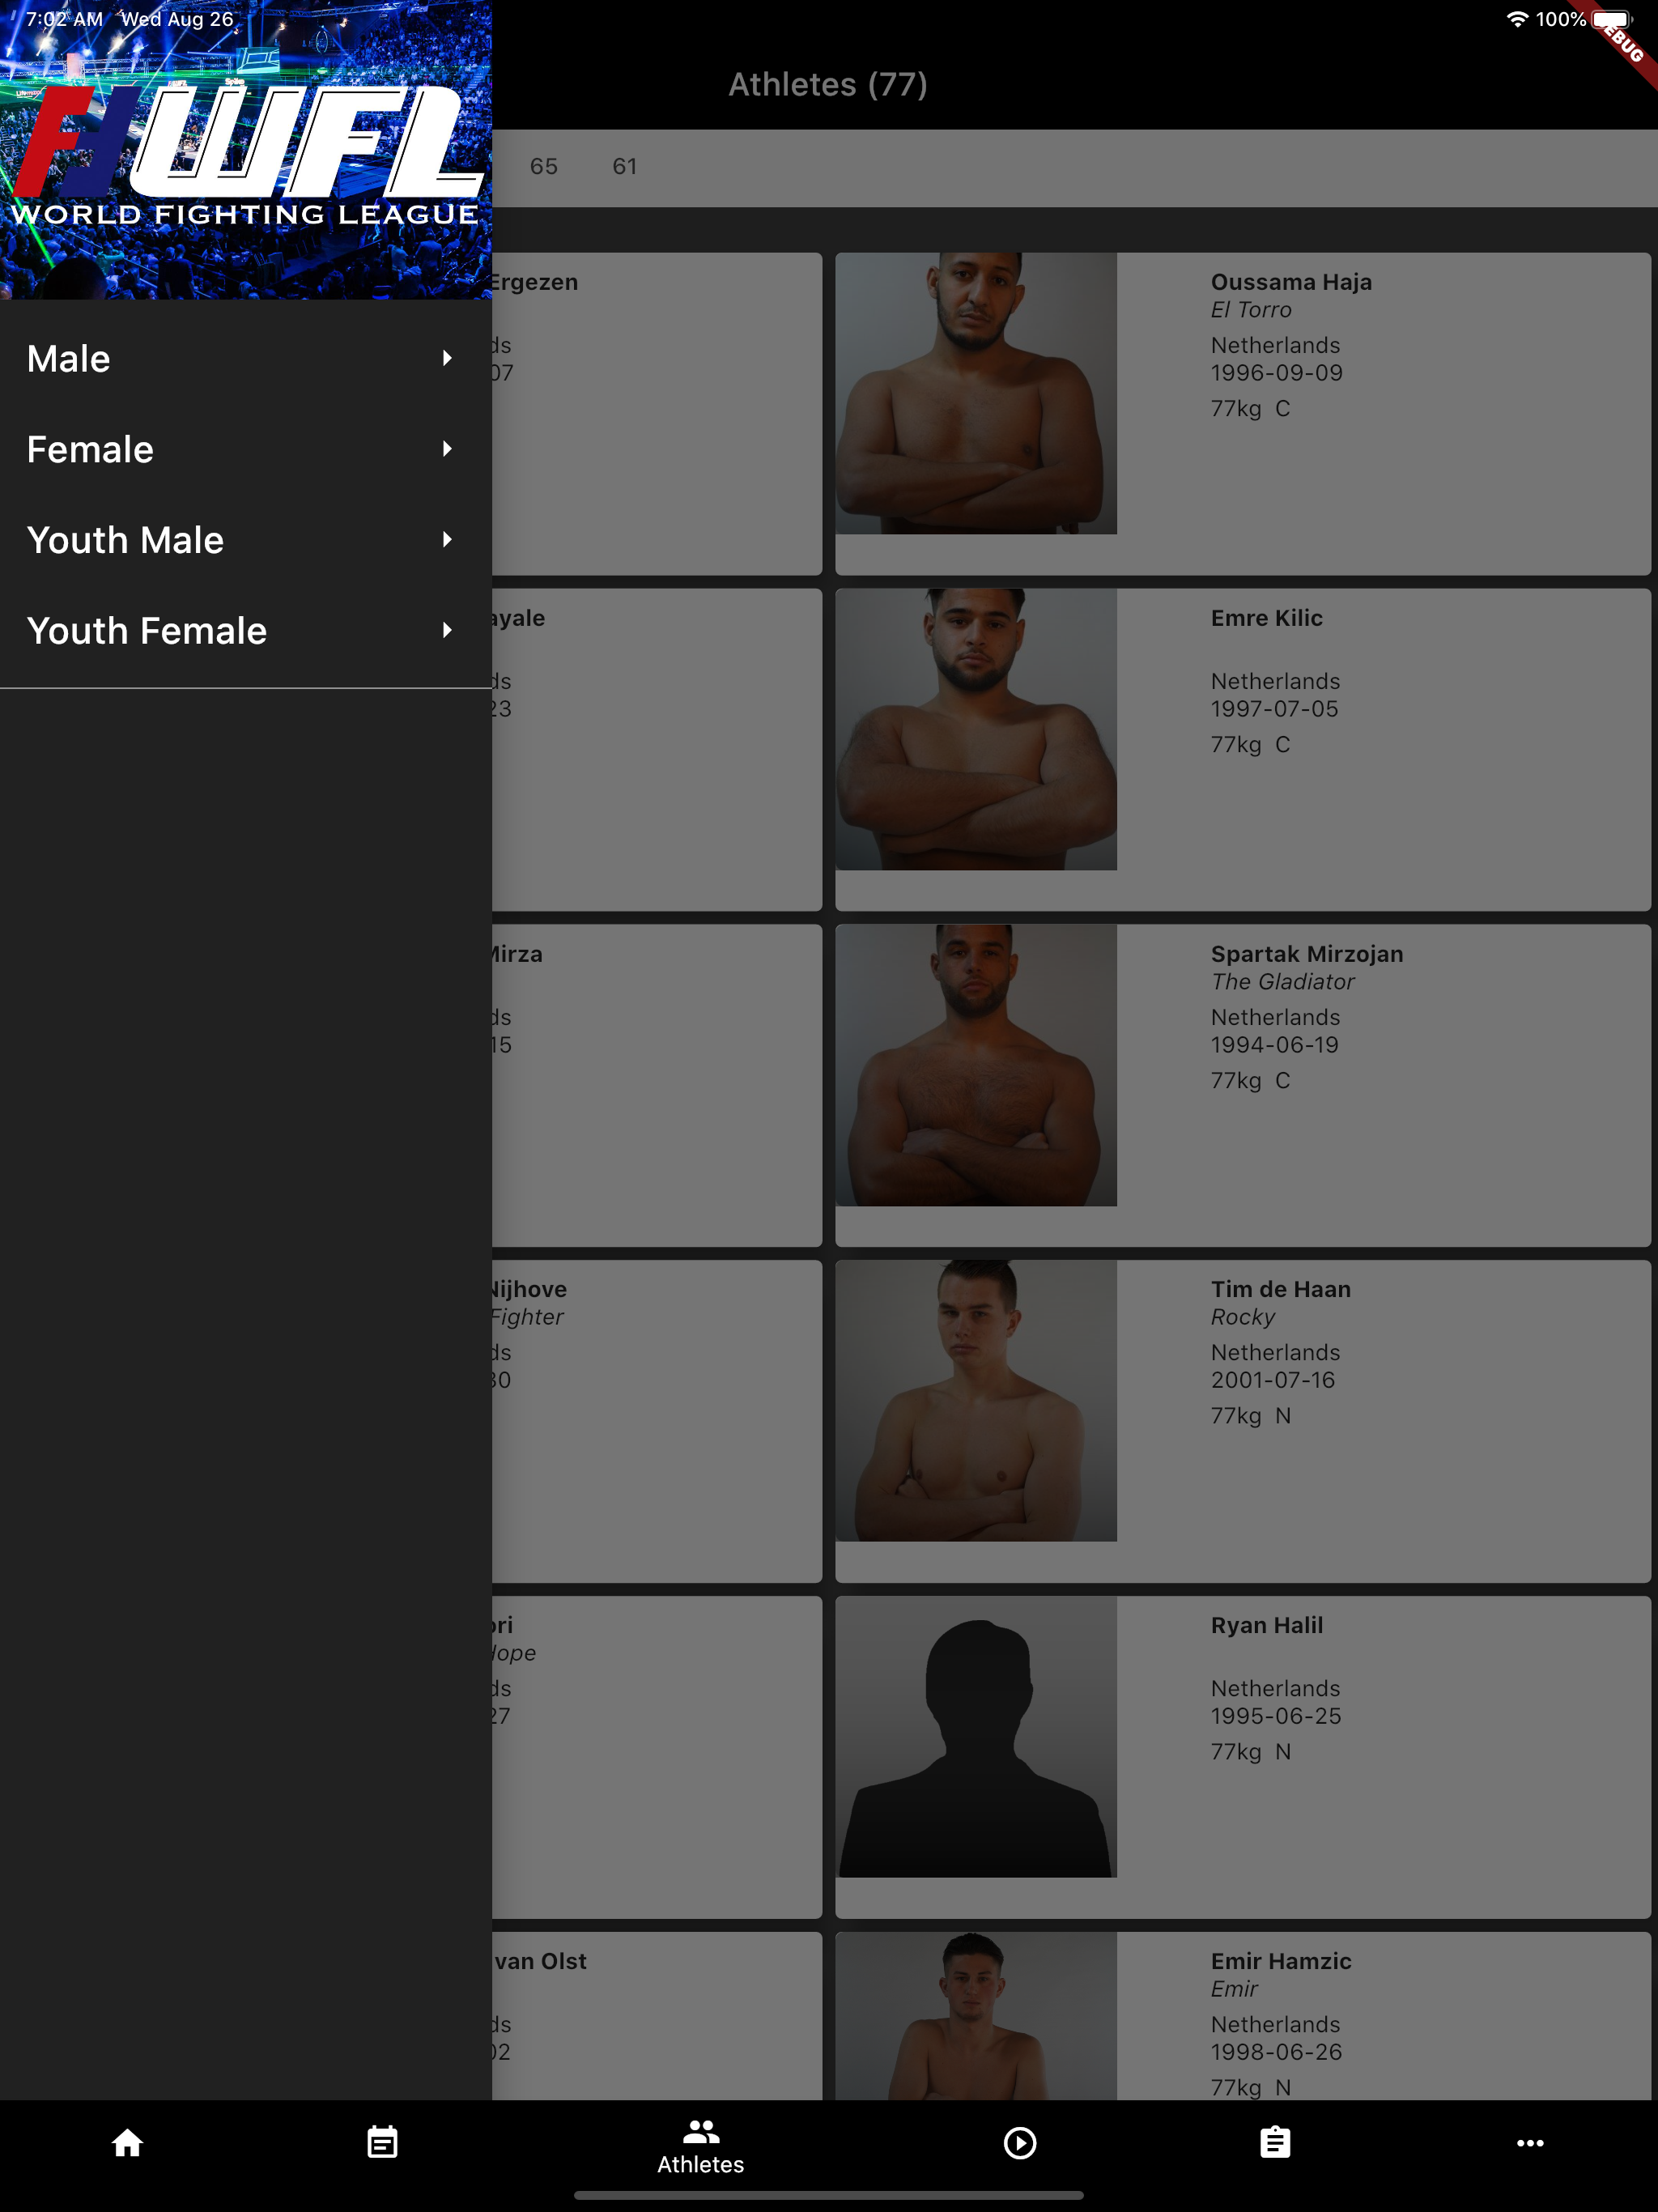 7:02 AM Wed Aug 26
100%
EBUG
Athletes (77)
WFL
WORLD FIGHTING LEAGUE
65 61
Male
Female
Youth Male
Youth Female
Ergezen
ds
07
Oussama Haja
El Torro
Netherlands
1996-09-09
77kg C
ayale
ds
23
Emre Kilic
Netherlands
1997-07-05
77kg C
Mirza
ds
15
Spartak Mirzojan
The Gladiator
Netherlands
1994-06-19
77kg C
Nijhove
Fighter
ds
30
Tim de Haan
Rocky
Netherlands
2001-07-16
77kg N
ori
Hope
ds
27
Ryan Halil
Netherlands
1995-06-25
77kg N
van Olst
ds
02
Emir Hamzic
Emir
Netherlands
1998-06-26
77kg N
Athletes